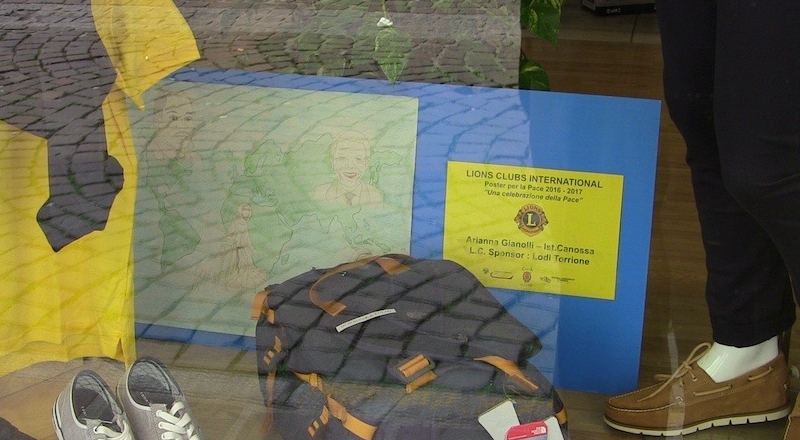 LIONS CLUBS INTERNATIONAL
Poster per la Pace 2016 - 2017
"Una celebrazione della Pace"
LIONS
L
Arianna Gianolli – Ist.Canossa
L.C. Sponsor : Lodi Torrione